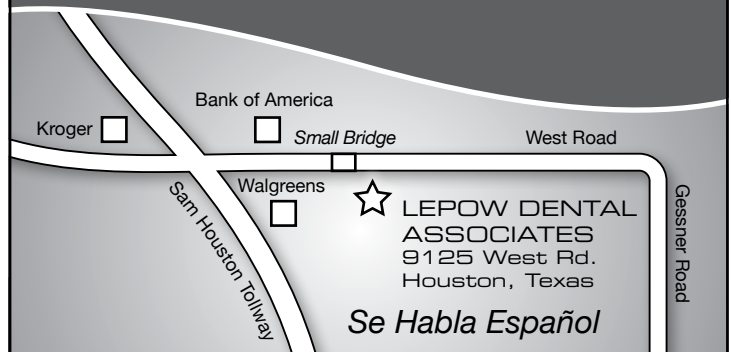 Bank of America
Kroger
Small Bridge
West Road
Walgreens
Sam Houston Tollway
Gessner Road
LEPOW DENTAL
ASSOCIATES
9125 West Rd.
Houston, Texas
Se Habla Español